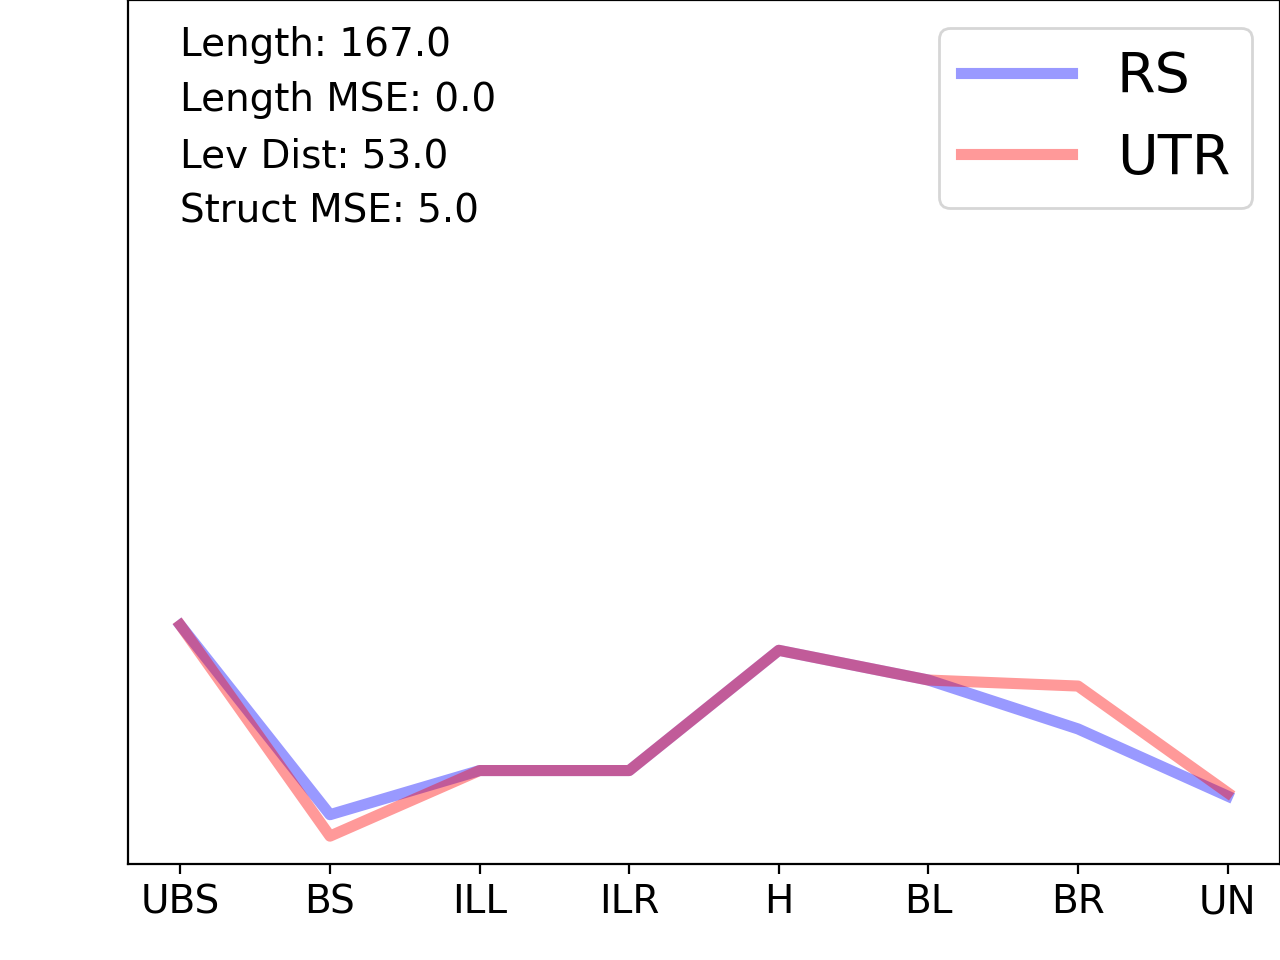 Length: 167.0
Length MSE: 0.0
Lev Dist: 53.0
Struct MSE: 5.0
RS
UTR
UBS BS ILL ILR H BL BR UN